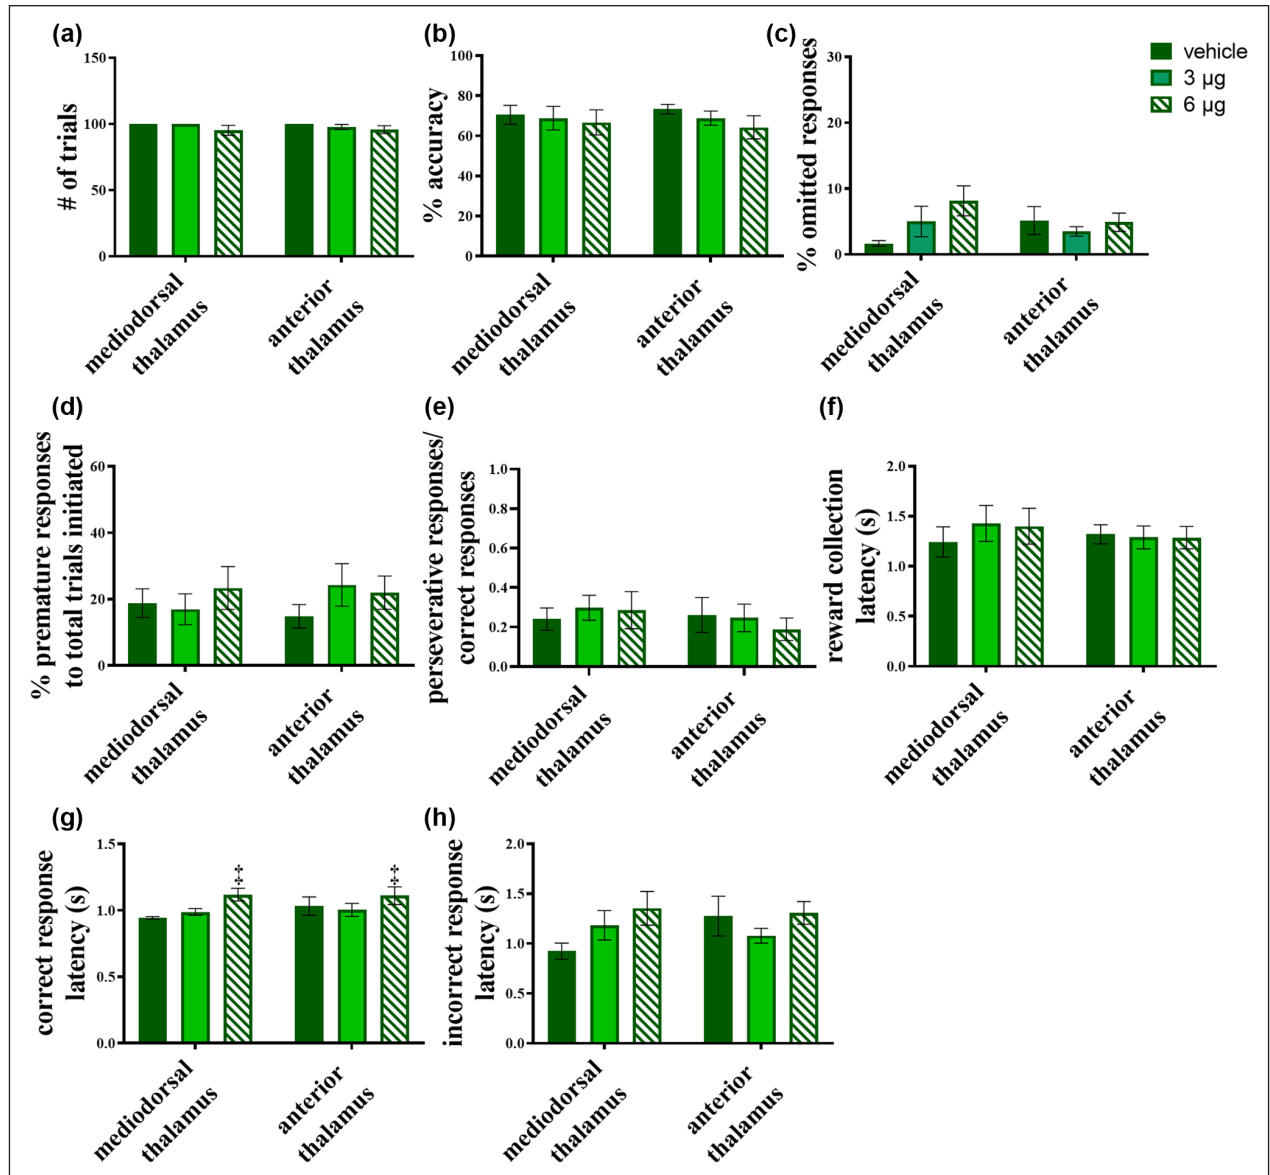 (a)
150
100
50
0
# of trials
mediodorsal
thalamus
anterior
thalamus
(b)
100
80
60
40
20
0
% accuracy
mediodorsal
thalamus
anterior
thalamus
(c)
30
20
10
0
% omitted responses
mediodorsal
thalamus
anterior
thalamus
vehicle
3 µg
6 µg
(d)
60
40
20
0
% premature responses
to total trials initiated
mediodorsal
thalamus
anterior
thalamus
(e)
1.0
0.8
0.6
0.4
0.2
0.0
perseverative responses/
correct responses
mediodorsal
thalamus
anterior
thalamus
(f)
2.0
1.5
1.0
0.5
0.0
reward collection
latency (s)
mediodorsal
thalamus
anterior
thalamus
(g)
1.5
1.0
0.5
0.0
correct response
latency (s)
‡
‡
mediodorsal
thalamus
anterior
thalamus
(h)
2.0
1.5
1.0
0.5
0.0
incorrect response
latency (s)
mediodorsal
thalamus
anterior
thalamus